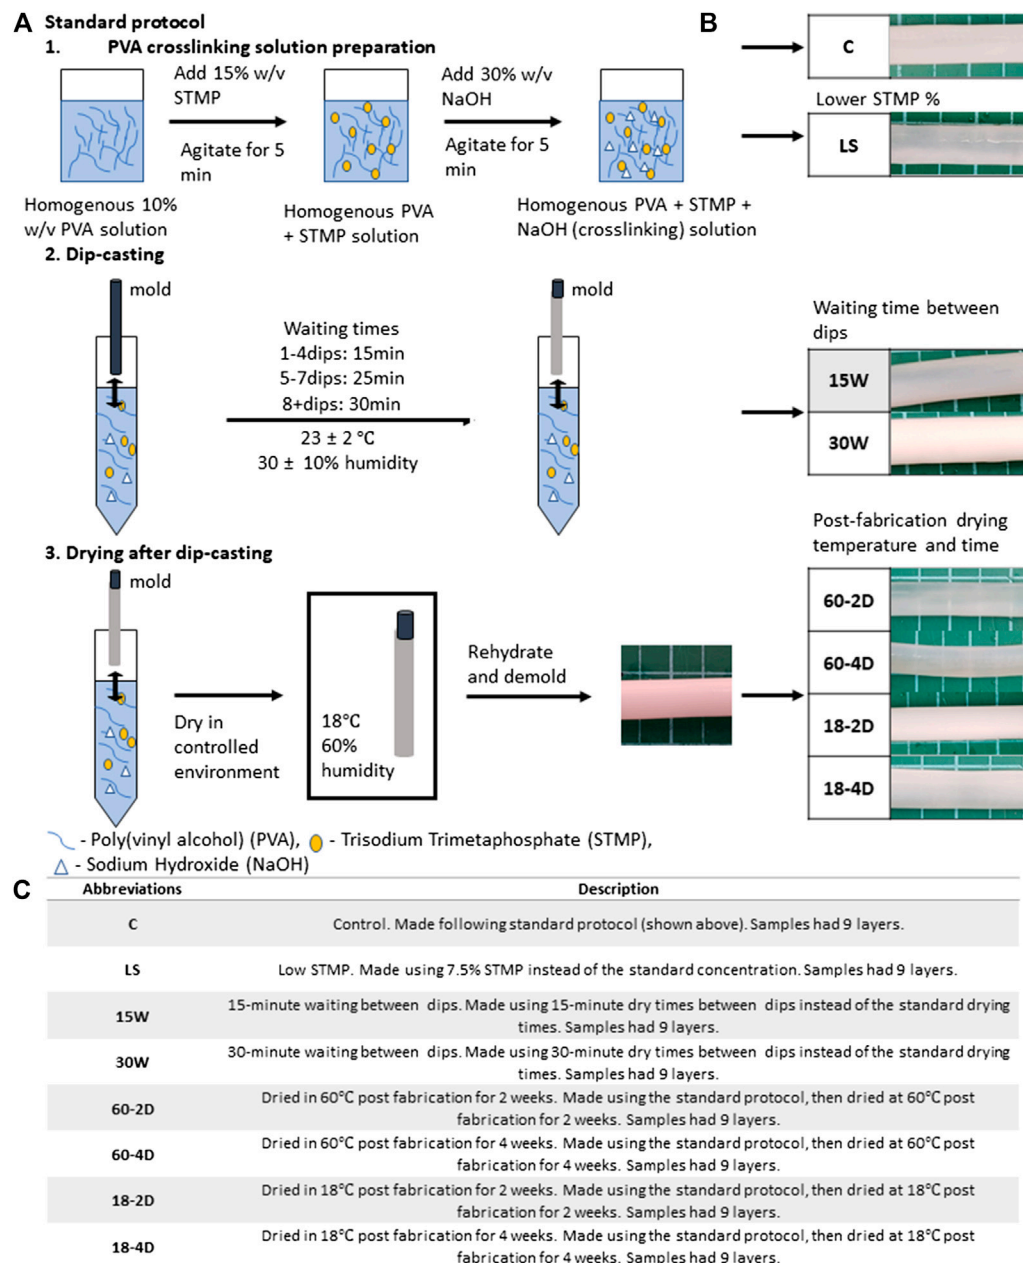 A
Standard protocol
1. PVA crosslinking solution preparation
Add 15% w/v
STMP
Agitate for 5
min
Add 30% w/v
NaOH
Agitate for 5
min
Homogenous 10%
w/v PVA solution
Homogenous PVA
+ STMP solution
Homogenous PVA + STMP +
NaOH (crosslinking) solution
2. Dip-casting
mold
Waiting times
1-4dips: 15min
5-7dips: 25min
8+dips: 30min
23 ± 2 °C
30 ± 10% humidity
mold
3. Drying after dip-casting
mold
Dry in
controlled
environment
18°C
60%
humidity
Rehydrate
and demold
- Poly(vinyl alcohol) (PVA), - Trisodium Trimetaphosphate (STMP),
- Sodium Hydroxide (NaOH)
B
C
Lower STMP %
LS
Waiting time between
dips
15W
30W
Post-fabrication drying
temperature and time
60-2D
60-4D
18-2D
18-4D
C
Abbreviations Description
C Control. Made following standard protocol (shown above). Samples had 9 layers.
LS Low STMP. Made using 7.5% STMP instead of the standard concentration. Samples had 9 layers.
15W 15-minute waiting between dips. Made using 15-minute dry times between dips instead of the standard drying
times. Samples had 9 layers.
30W 30-minute waiting between dips. Made using 30-minute dry times between dips instead of the standard drying
times. Samples had 9 layers.
60-2D Dried in 60°C post fabrication for 2 weeks. Made using the standard protocol, then dried at 60°C post
fabrication for 2 weeks. Samples had 9 layers.
60-4D Dried in 60°C post fabrication for 4 weeks. Made using the standard protocol, then dried at 60°C post
fabrication for 4 weeks. Samples had 9 layers.
18-2D Dried in 18°C post fabrication for 2 weeks. Made using the standard protocol, then dried at 18°C post
fabrication for 2 weeks. Samples had 9 layers.
18-4D Dried in 18°C post fabrication for 4 weeks. Made using the standard protocol, then dried at 18°C post
fabrication for 4 weeks. Samples had 9 layers.